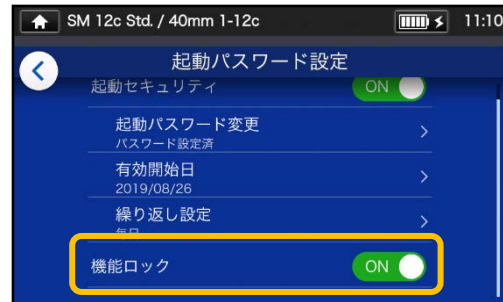 SM 12c Std. / 40mm 1-12c
11:10
起動パスワード設定
起動セキュリティ
ON
起動パスワード変更
パスワード設定済
有効開始日
2019/08/26
繰り返し設定
毎日
機能ロック
ON